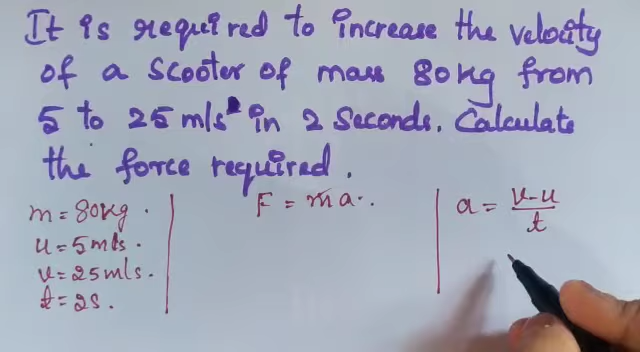 It is required to increase the velocity
of a scooter of mass 80kg from
5 to 25 m/s in 2 seconds. Calculate
the force required.
m = 80kg.
u = 5m/s.
v = 25m/s.
t = 2s.
F = ma..
a = v-u
t